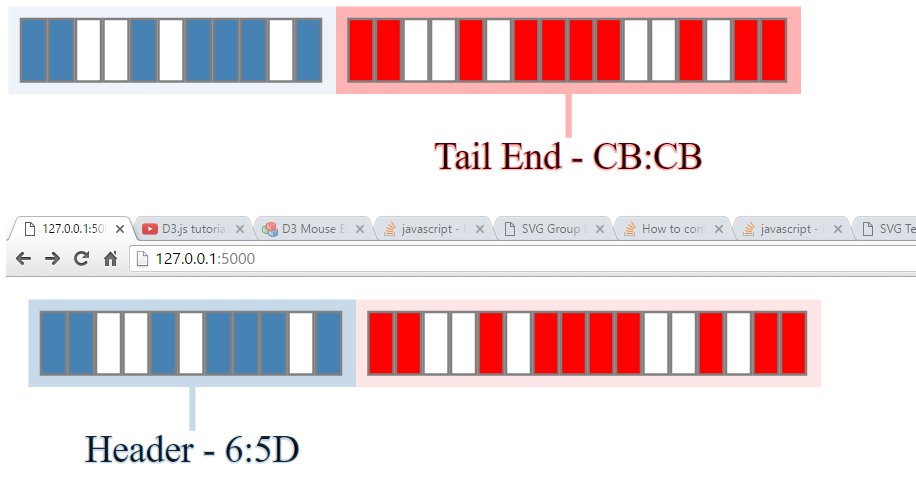 Tail End - CB:CB
127.0.0.1:50 D3.js tutoria D3 Mouse E javascript - SVG Group How to con javascript - SVG Te
127.0.0.1:5000
Header - 6:5D